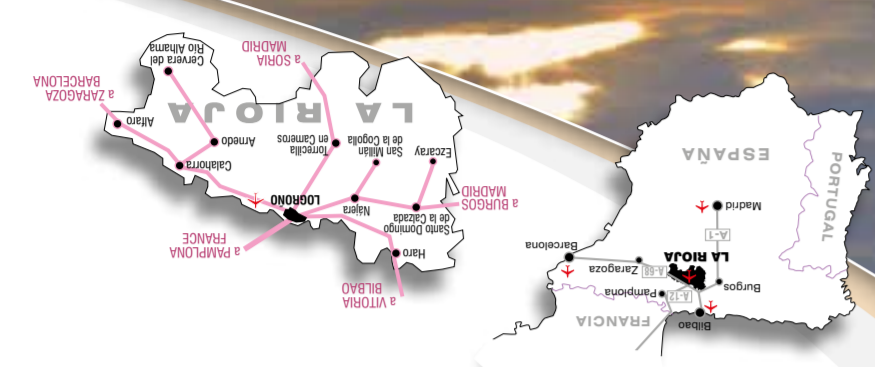 Bilbao
FRANCIA
A-12
Pamplona
Burgos
A-68
Zaragoza
LA RIOJA
Barcelona
A-1
Madrid
ESPAÑA
PORTUGAL
a VITORIA
BILBAO
Haro
a PAMPLONA
FRANCE
Santo Domingo
de la Calzada
Nájera
LOGROÑO
a BURGOS
MADRID
Calahorra
Ezcaray
San Millán
de la Cogolla
Torrecilla
en Cameros
Arnedo
Alfaro
LA RIOJA
a ZARAGOZA
BARCELONA
a SORIA
MADRID
Cervera del
Río Alhama